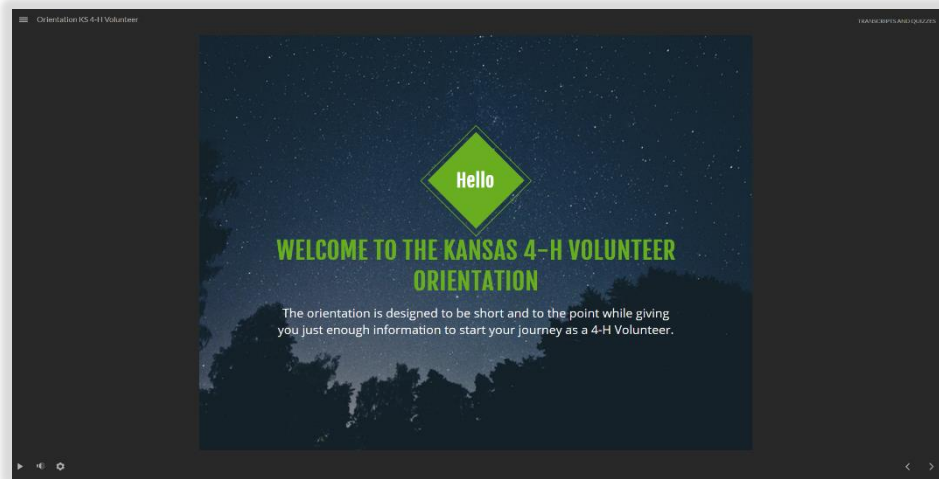 Orientation KS 4-H Volunteer
TRANSCRIPTS AND QUIZZES
Hello
WELCOME TO THE KANSAS 4-H VOLUNTEER
ORIENTATION
The orientation is designed to be short and to the point while giving
you just enough information to start your journey as a 4-H Volunteer.